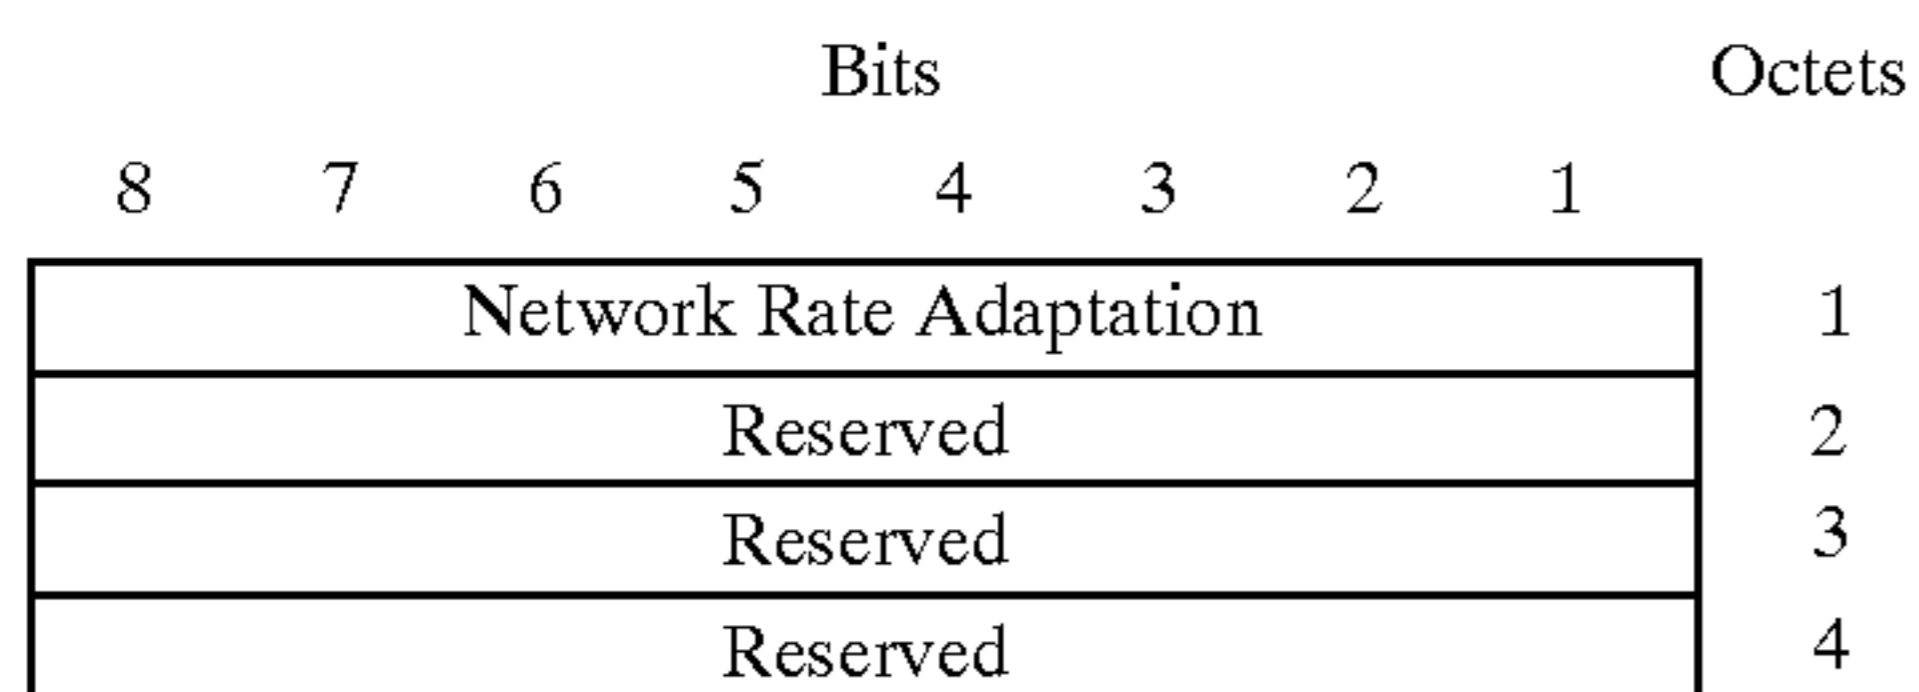 Bits Octets
8 7 6 5 4 3 2 1
Network Rate Adaptation 1
Reserved 2
Reserved 3
Reserved 4